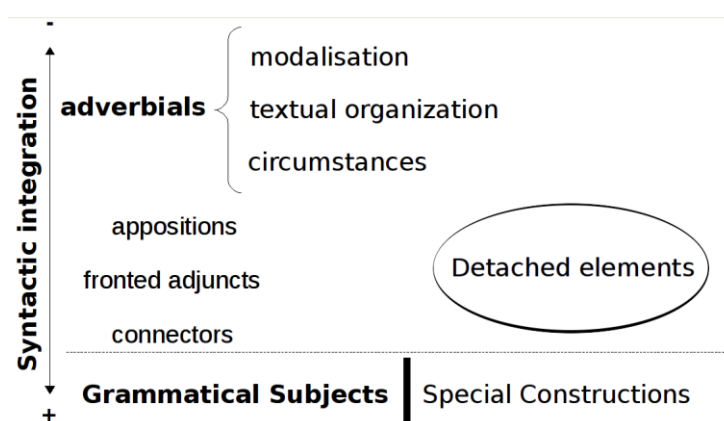 -
Syntactic integration
+
adverbials
modalisation
textual organization
circumstances
appositions
fronted adjuncts
connectors
Detached elements
Grammatical Subjects
Special Constructions